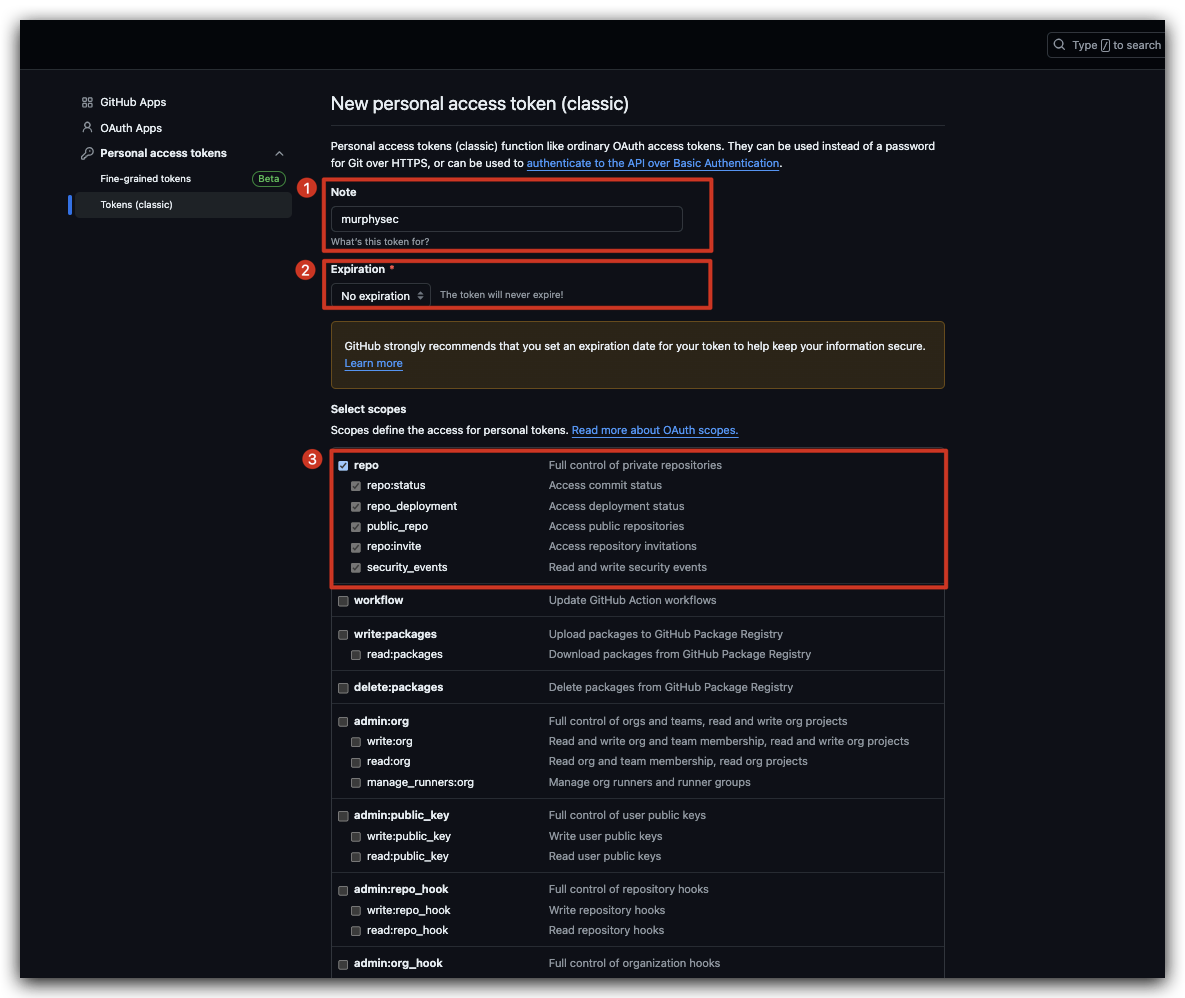 Type / to search
GitHub Apps
OAuth Apps
Personal access tokens
Fine-grained tokens Beta
Tokens (classic)
New personal access token (classic)
Personal access tokens (classic) function like ordinary OAuth access tokens. They can be used instead of a password
for Git over HTTPS, or can be used to authenticate to the API over Basic Authentication.
1
Note
murphysec
What's this token for?
2
Expiration *
No expiration The token will never expire!
GitHub strongly recommends that you set an expiration date for your token to help keep your information secure.
Learn more
Select scopes
Scopes define the access for personal tokens. Read more about OAuth scopes.
3
repo Full control of private repositories
repo:status Access commit status
repo_deployment Access deployment status
public_repo Access public repositories
repo:invite Access repository invitations
security_events Read and write security events
workflow Update GitHub Action workflows
write:packages Upload packages to GitHub Package Registry
read:packages Download packages from GitHub Package Registry
delete:packages Delete packages from GitHub Package Registry
admin:org Full control of orgs and teams, read and write org projects
write:org Read and write org and team membership, read and write org projects
read:org Read org and team membership, read org projects
manage_runners:org Manage org runners and runner groups
admin:public_key Full control of user public keys
write:public_key Write user public keys
read:public_key Read user public keys
admin:repo_hook Full control of repository hooks
write:repo_hook Write repository hooks
read:repo_hook Read repository hooks
admin:org_hook Full control of organization hooks